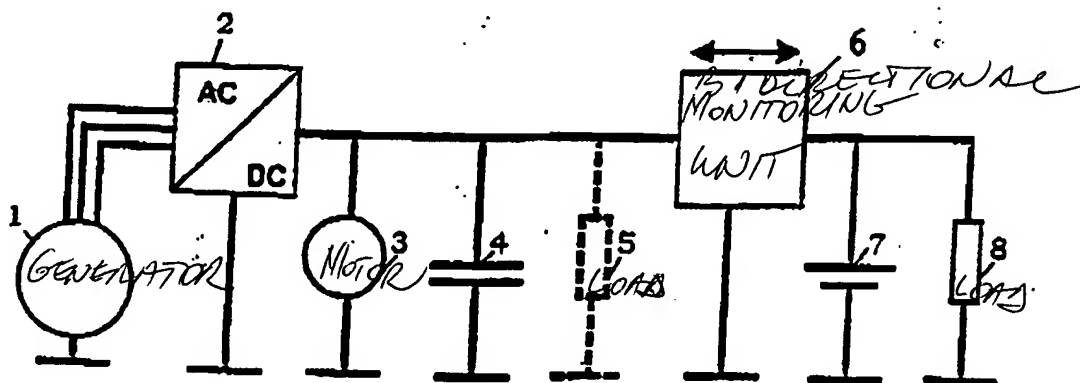 2
6
AC
DC
BIDIRECTIONAL
MONITORING
UNIT
1
GENERATOR
MOTOR 3
4
5
LOAD
7
8
LOAD